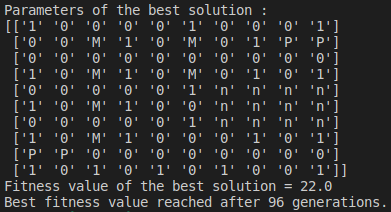 Parameters of the best solution :
[['1' '0' '0' '0' '0' '1' '0' '0' '0' '1']
 ['0' '0' 'M' '1' '0' 'M' '0' '1' 'P' 'P']
 ['0' '0' '0' '0' '0' '0' '0' '0' '0' '0']
 ['1' '0' 'M' '1' '0' 'M' '0' '1' '0' '1']
 ['0' '0' '0' '0' '0' '1' 'n' 'n' 'n' 'n']
 ['1' '0' 'M' '1' '0' '0' 'n' 'n' 'n' 'n']
 ['0' '0' '0' '0' '0' '1' 'n' 'n' 'n' 'n']
 ['1' '0' 'M' '1' '0' '0' '0' '1' '0' '1']
 ['P' 'P' '0' '0' '0' '0' '0' '0' '0' '0']
 ['1' '0' '1' '0' '1' '0' '1' '0' '0' '1']]
Fitness value of the best solution = 22.0
Best fitness value reached after 96 generations.